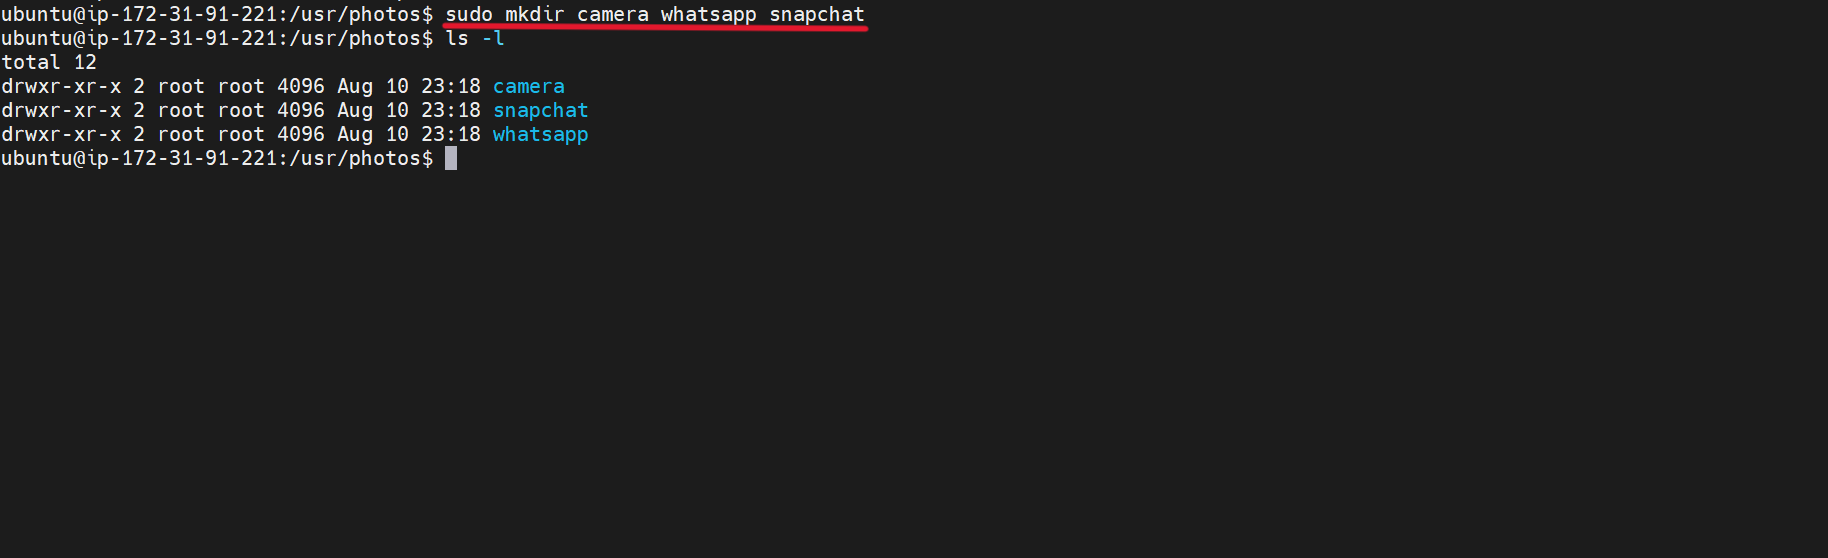 ubuntu@ip-172-31-91-221:/usr/photos$ sudo mkdir camera whatsapp snapchat
ubuntu@ip-172-31-91-221:/usr/photos$ ls -l
total 12
drwxr-xr-x 2 root root 4096 Aug 10 23:18 camera
drwxr-xr-x 2 root root 4096 Aug 10 23:18 snapchat
drwxr-xr-x 2 root root 4096 Aug 10 23:18 whatsapp
ubuntu@ip-172-31-91-221:/usr/photos$